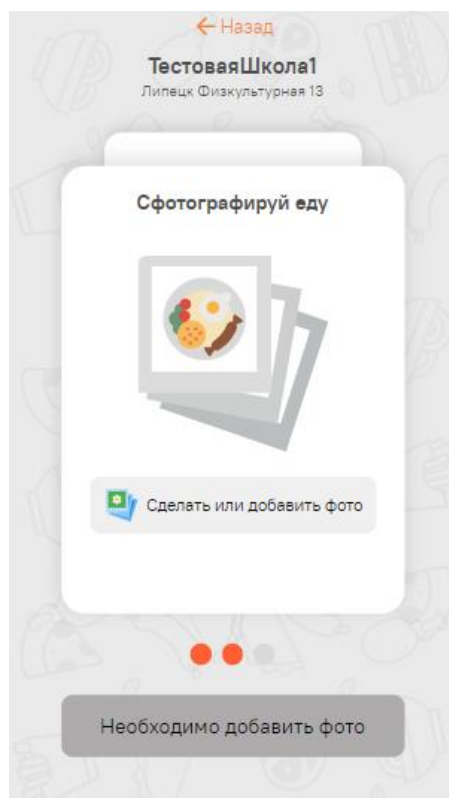 ← Назад
ТестоваяШкола1
Липецк Физкультурная 13
Сфотографируй еду
Сделать или добавить фото
Необходимо добавить фото